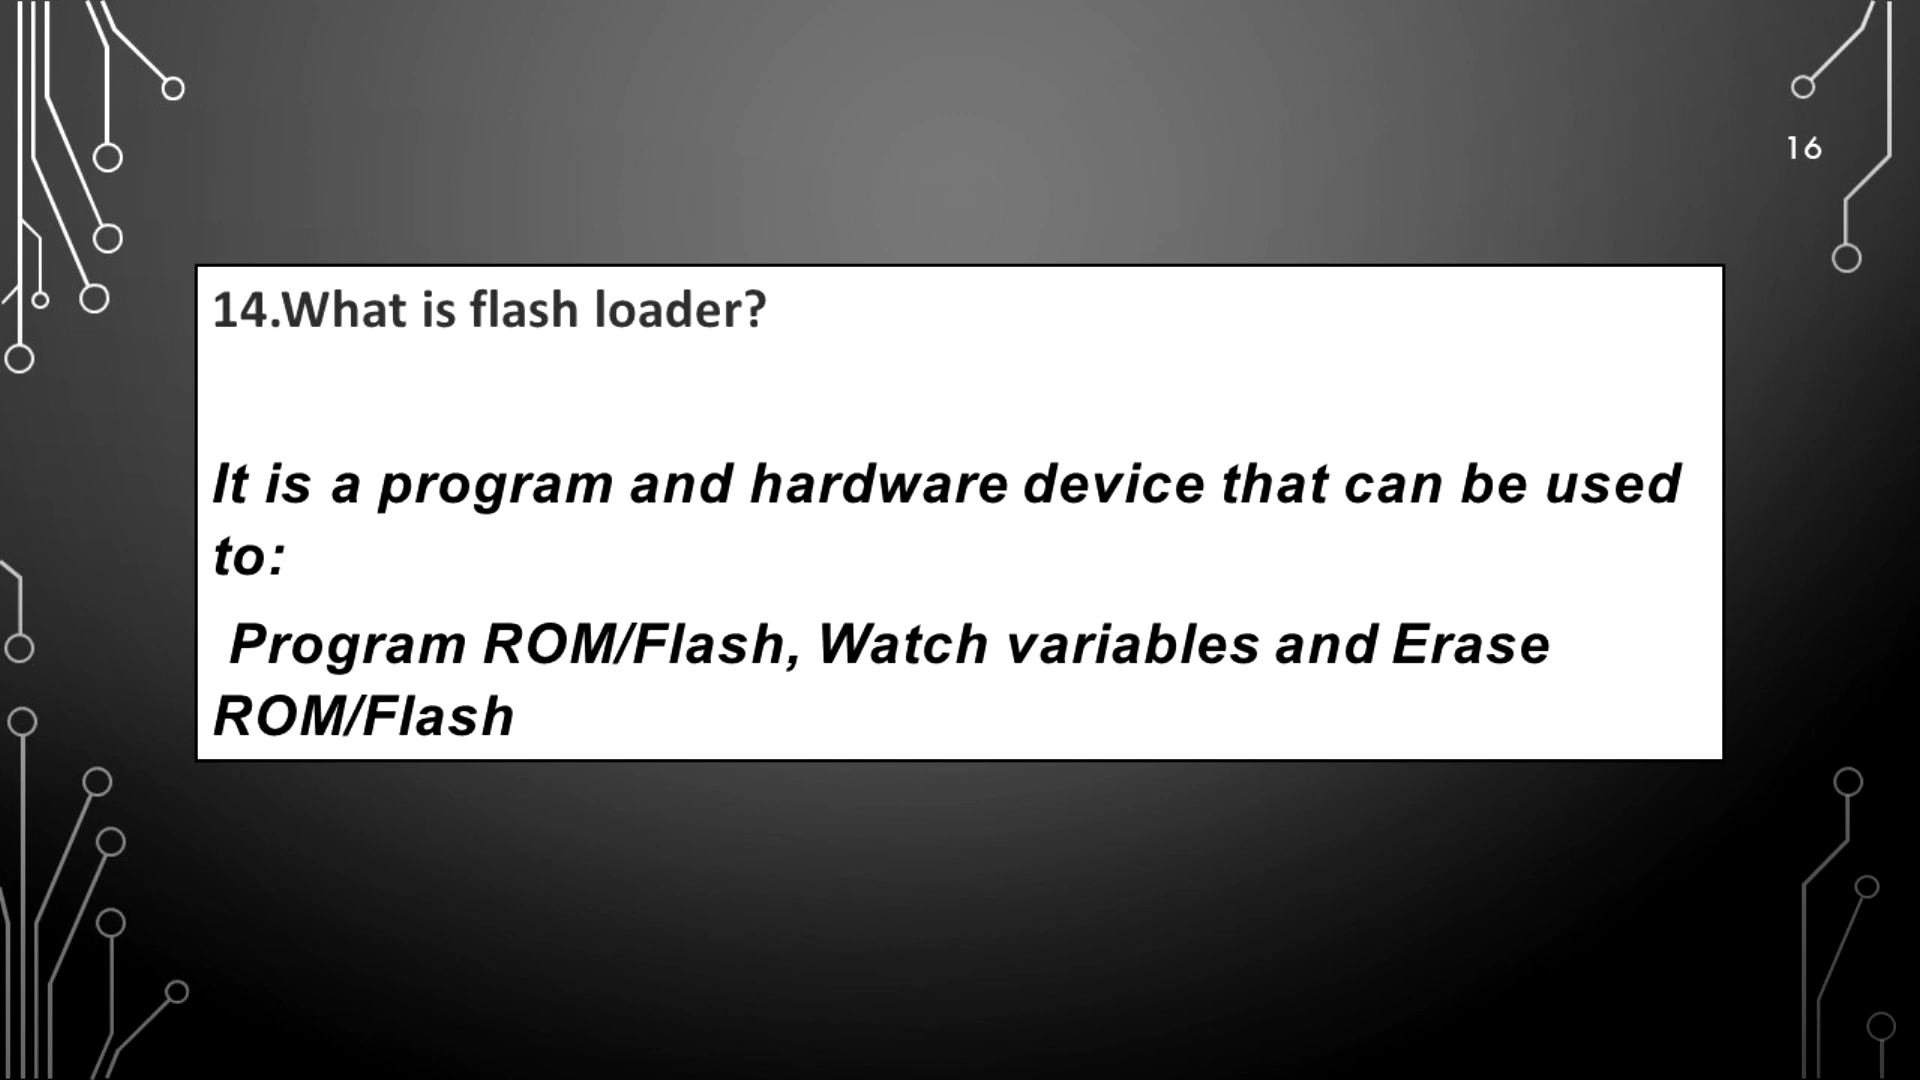 16
14.What is flash loader?
It is a program and hardware device that can be used
to:
Program ROM/Flash, Watch variables and Erase
ROM/Flash